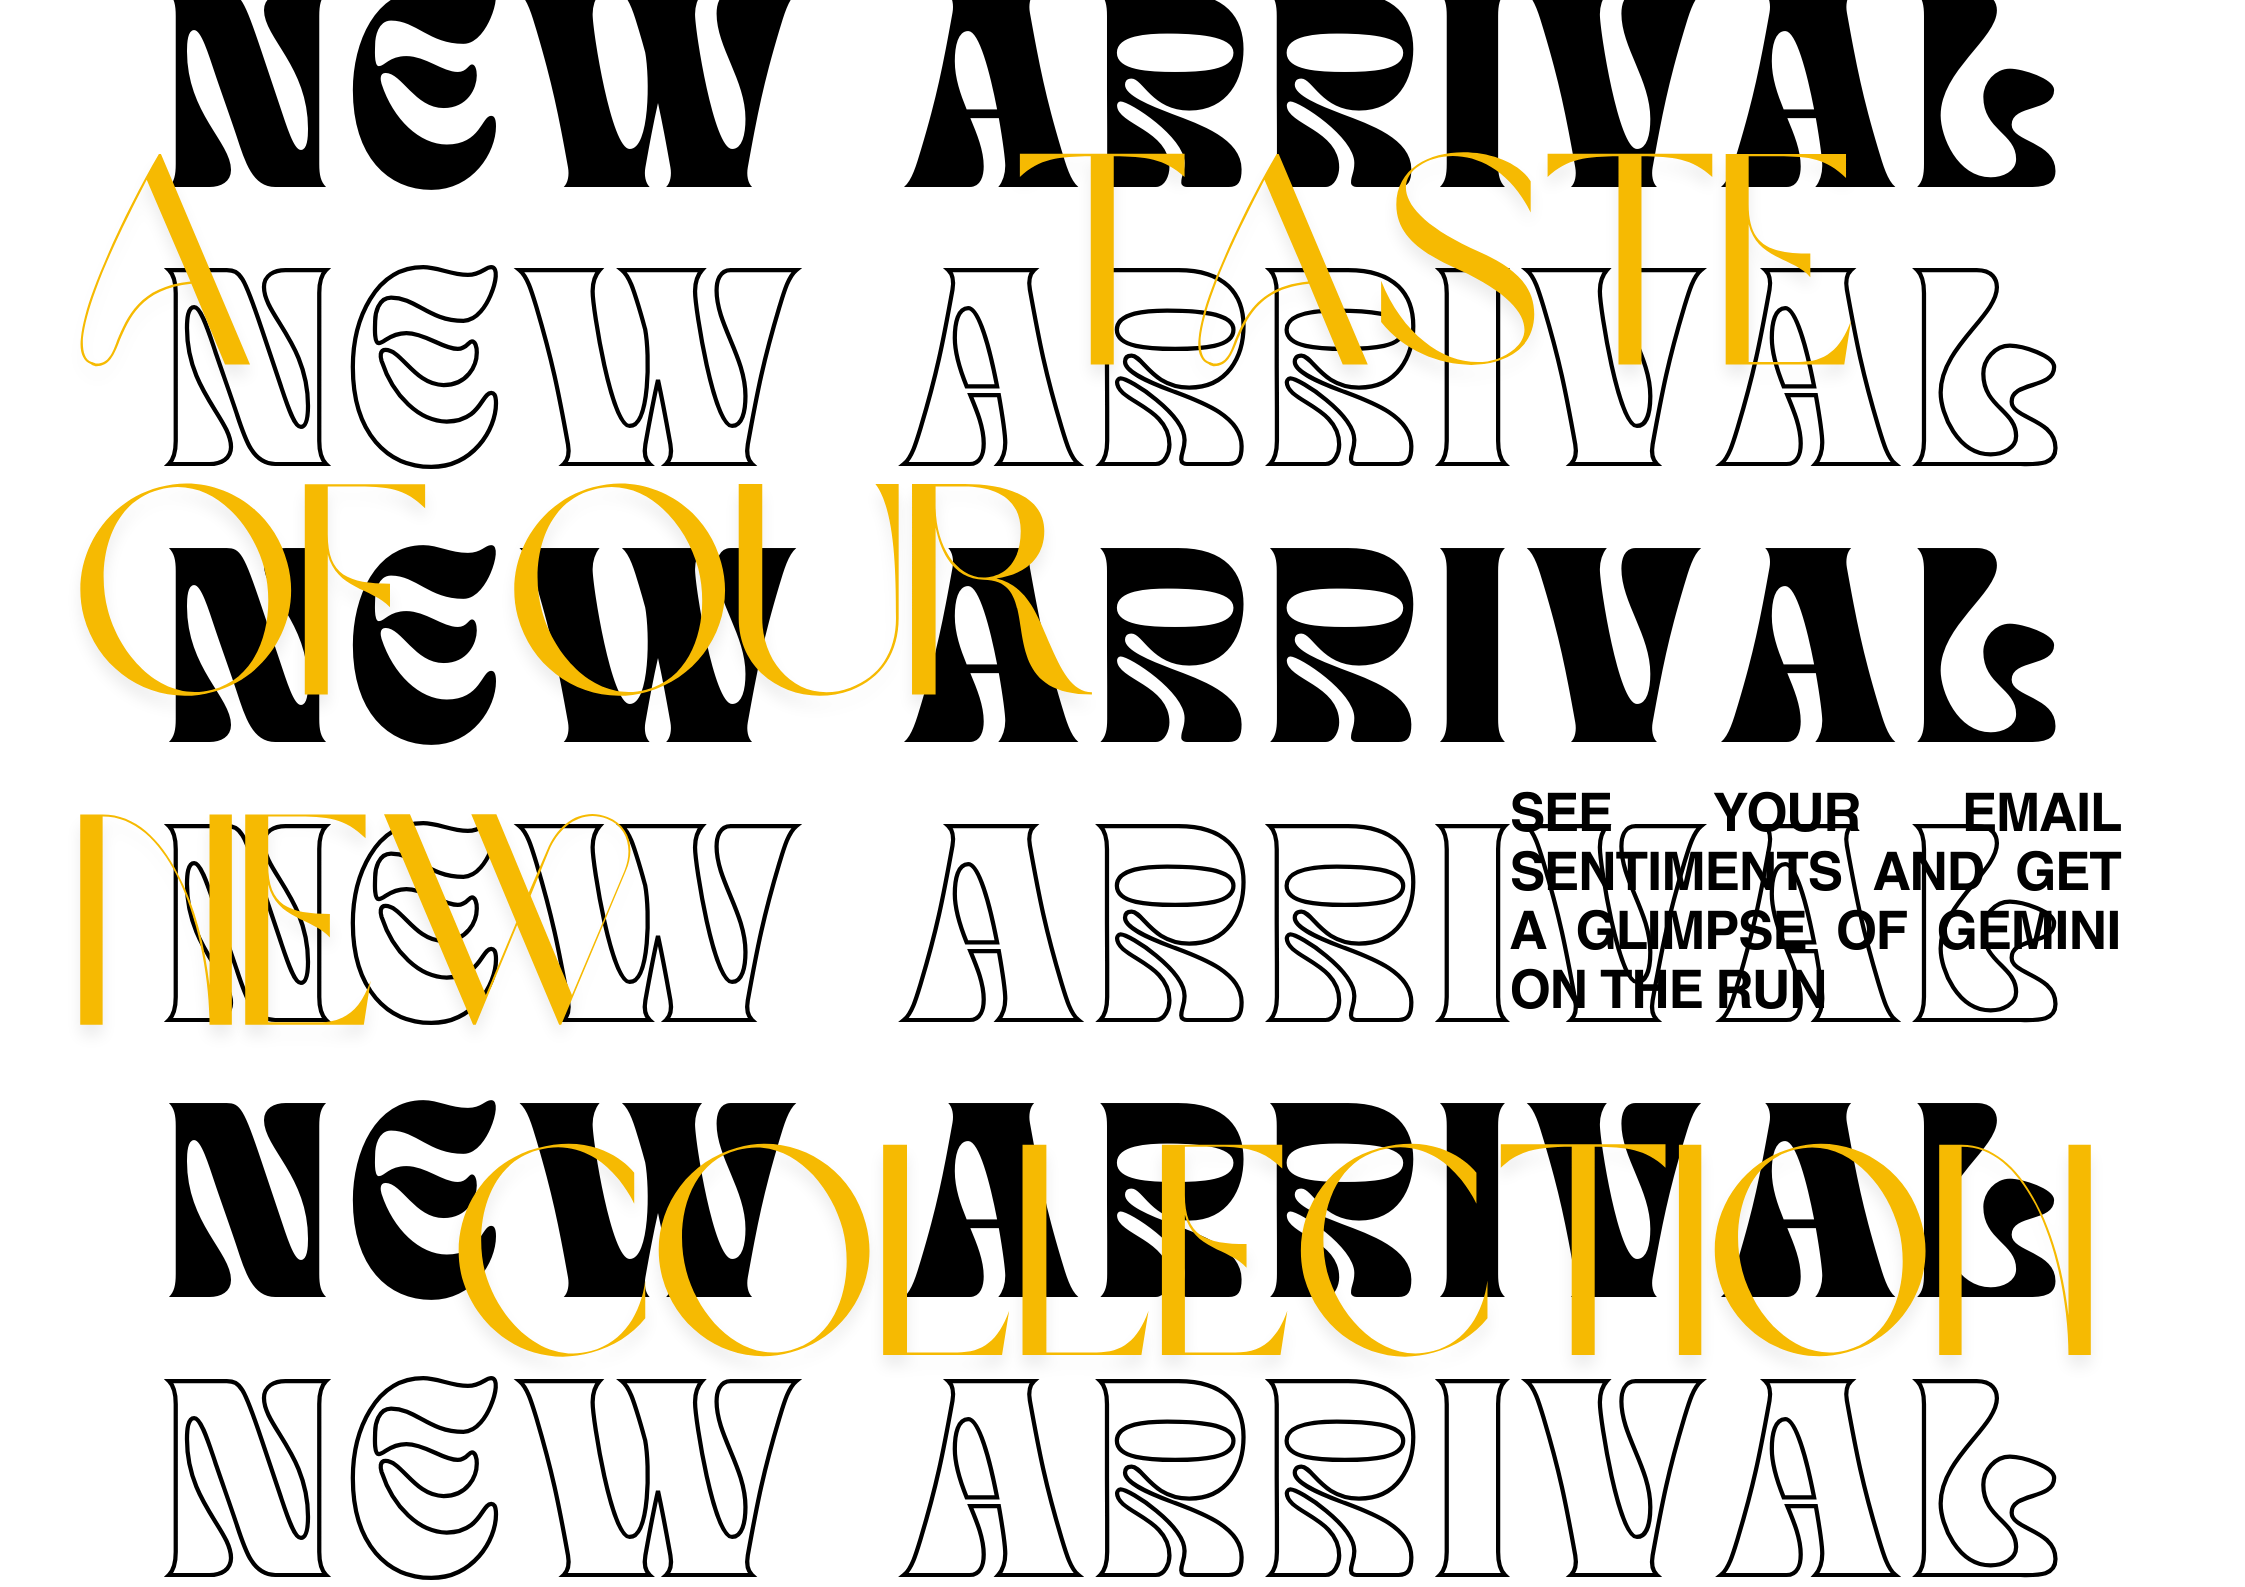 NEW ARRIVAL
A TASTE
NEW ARRIVAL
OF OUR
NEW ARRIVAL
SEE YOUR EMAIL
SENTIMENTS AND GET
A GLIMPSE OF GEMINI
ON THE RUN
NEW
NEW ARRIVAL
NEW ARRIVAL
COLLECTION
NEW ARRIVAL